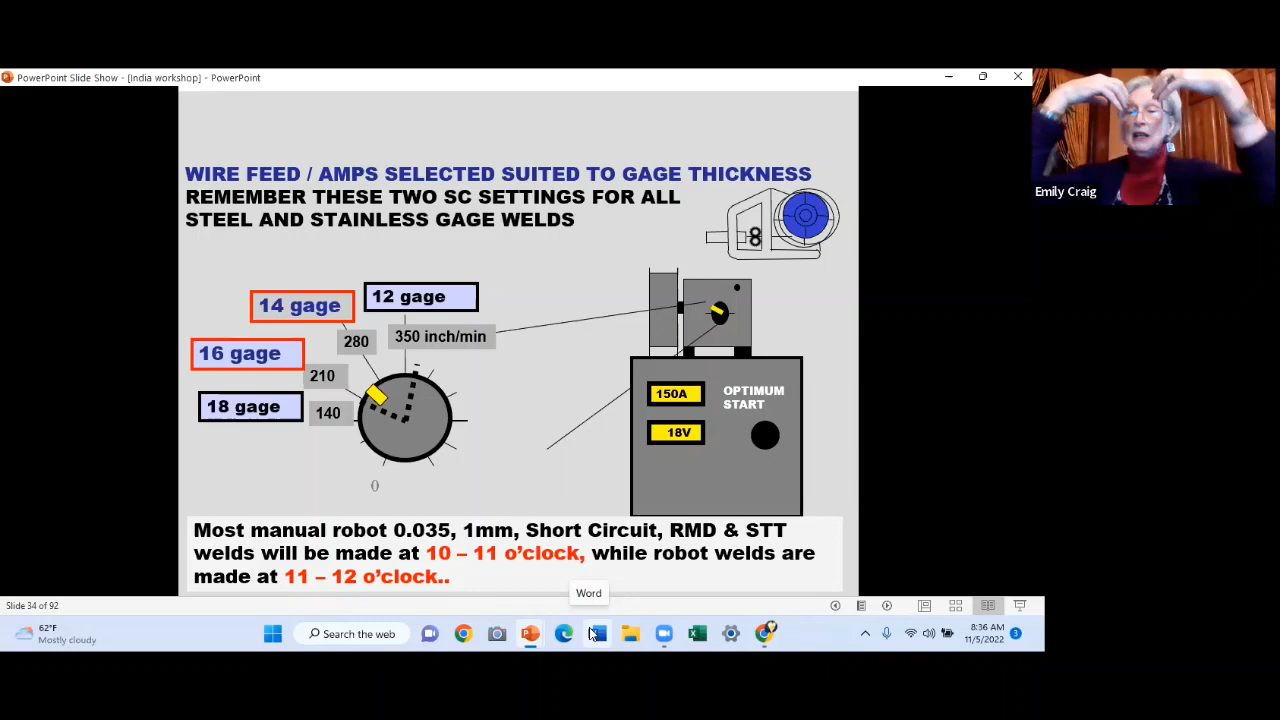 PowerPoint Slide Show - [India workshop] - PowerPoint
Emily Craig
WIRE FEED / AMPS SELECTED SUITED TO GAGE THICKNESS
REMEMBER THESE TWO SC SETTINGS FOR ALL
STEEL AND STAINLESS GAGE WELDS
12 gage
14 gage
350 inch/min
280
16 gage
210
18 gage
140
0
150A
OPTIMUM
START
18V
Most manual robot 0.035, 1mm, Short Circuit, RMD & STT
welds will be made at 10 – 11 o’clock, while robot welds are
made at 11 – 12 o’clock..
Word
Slide 34 of 92
62°F
Mostly cloudy
Search the web
8:36 AM
11/5/2022
3